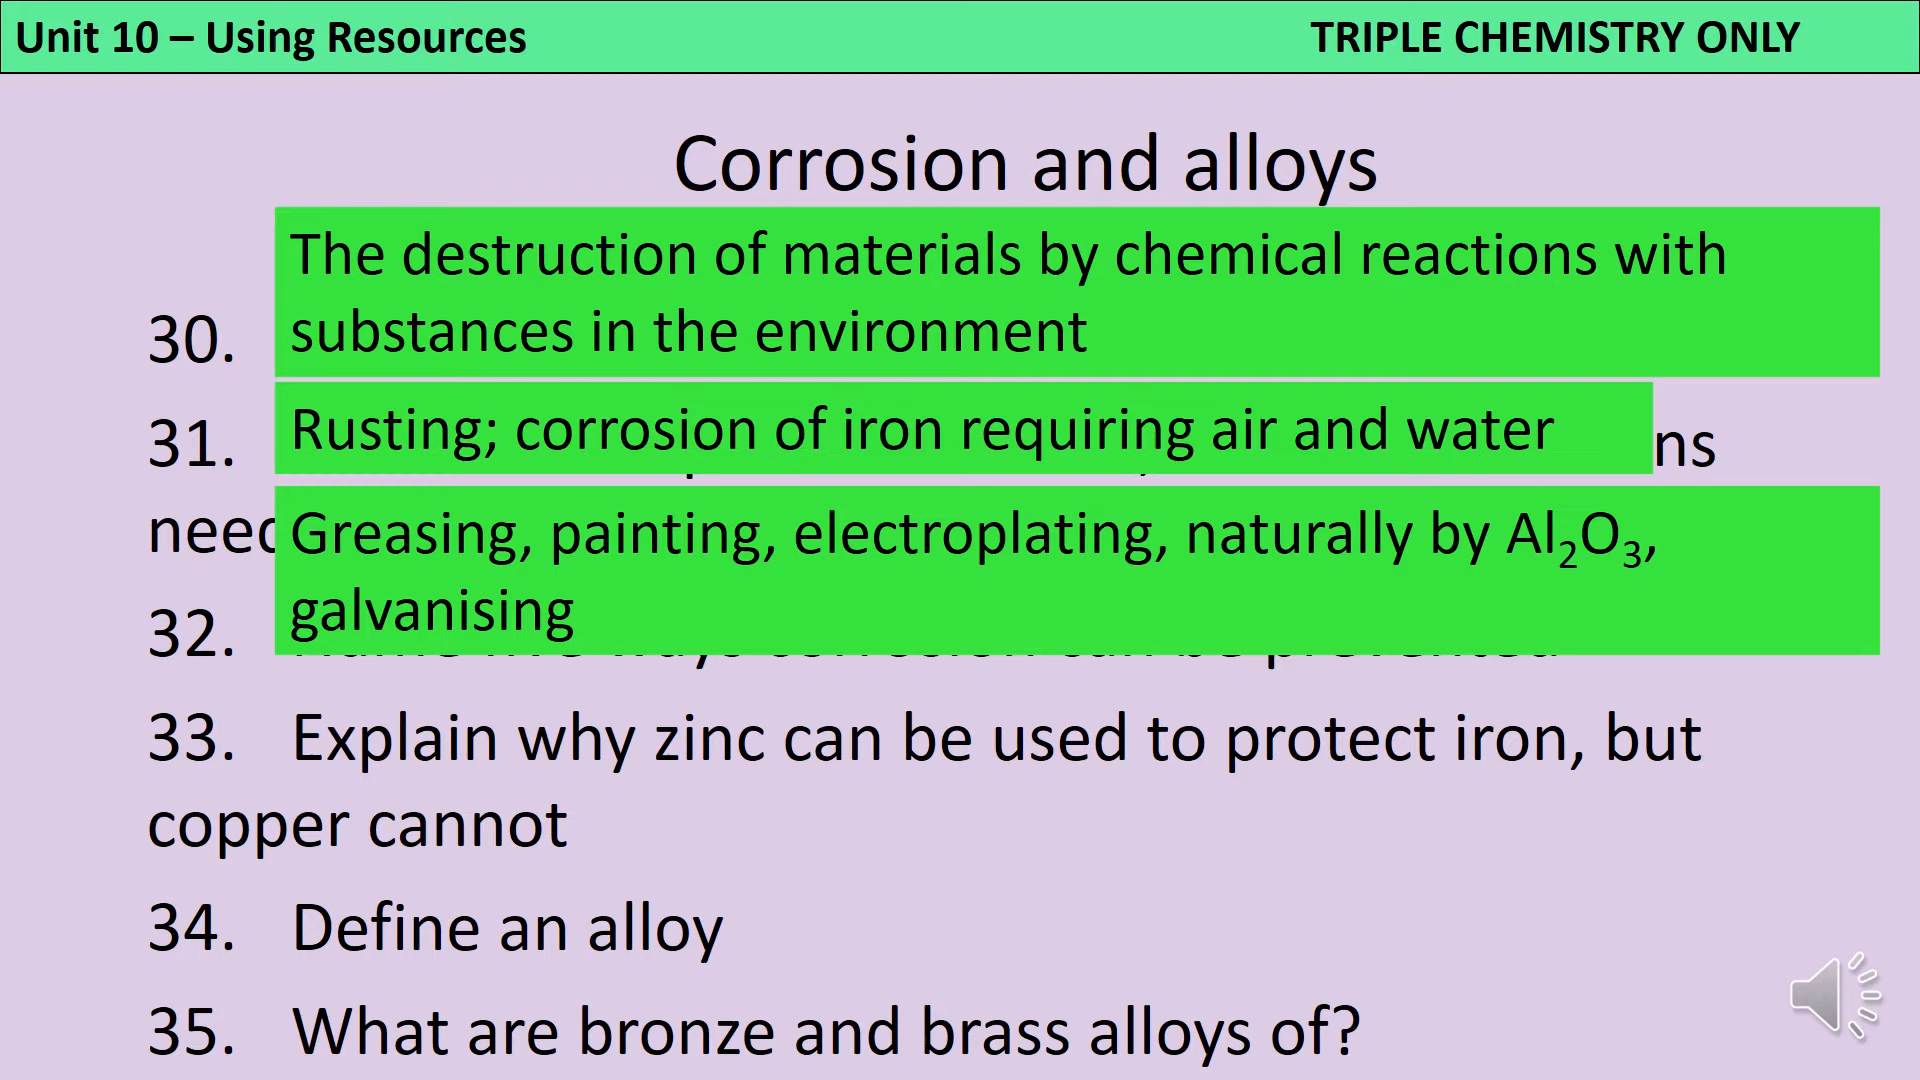 Unit 10 – Using Resources TRIPLE CHEMISTRY ONLY
Corrosion and alloys
The destruction of materials by chemical reactions with
30. substances in the environment
31. Rusting; corrosion of iron requiring air and water
Greasing, painting, electroplating, naturally by Al₂O₃,
32. galvanising
33. Explain why zinc can be used to protect iron, but
copper cannot
34. Define an alloy
35. What are bronze and brass alloys of?